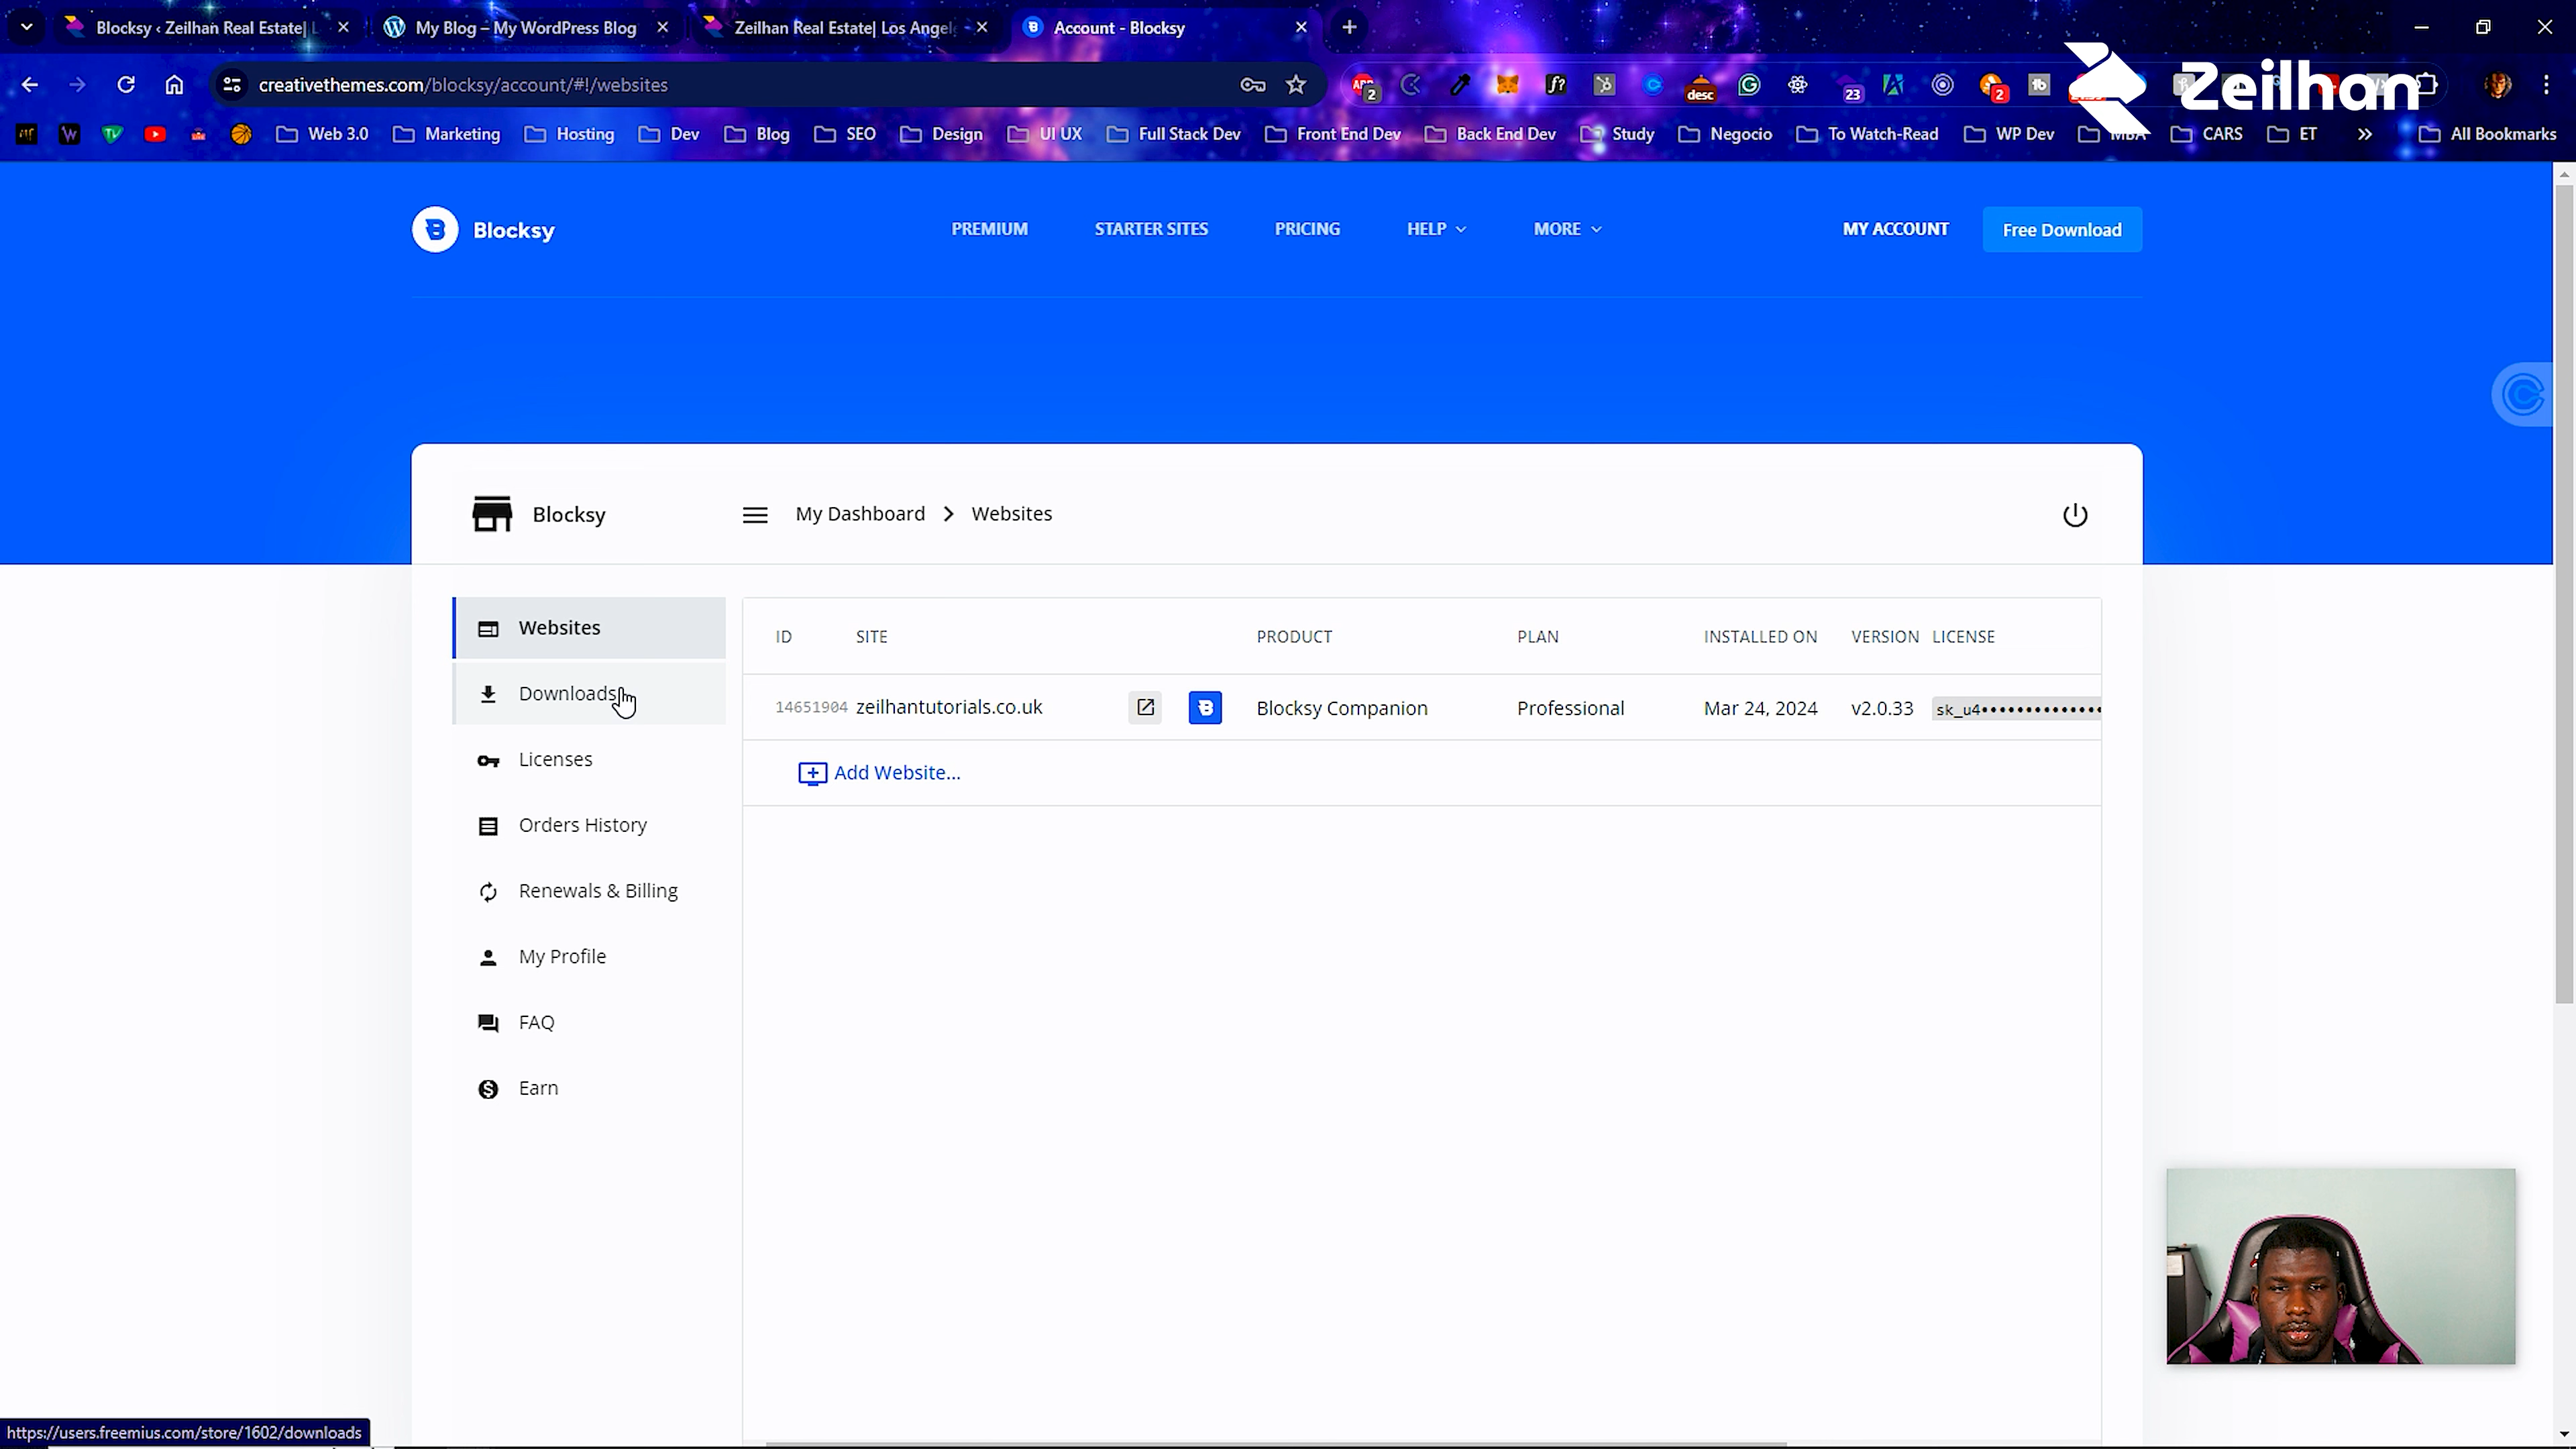 Blocksy ‹ Zeilhan Real Estate| L
My Blog – My WordPress Blog
Zeilhan Real Estate| Los Angel
Account - Blocksy
creativethemes.com/blocksy/account/#!/websites
2
desc
23
2
Zeilhan
Web 3.0
Marketing
Hosting
Dev
Blog
SEO
Design
UI UX
Full Stack Dev
Front End Dev
Back End Dev
Study
Negocio
To Watch-Read
WP Dev
MBA
CARS
ET
All Bookmarks
Blocksy
PREMIUM
STARTER SITES
PRICING
HELP
MORE
MY ACCOUNT
Free Download
Blocksy
My Dashboard > Websites
Websites
Downloads
Licenses
Orders History
Renewals & Billing
My Profile
FAQ
Earn
ID SITE PRODUCT PLAN INSTALLED ON VERSION LICENSE
14651904 zeilhantutorials.co.uk Blocksy Companion Professional Mar 24, 2024 v2.0.33 sk_u4••••••••••••••
Add Website...
https://users.freemius.com/store/1602/downloads